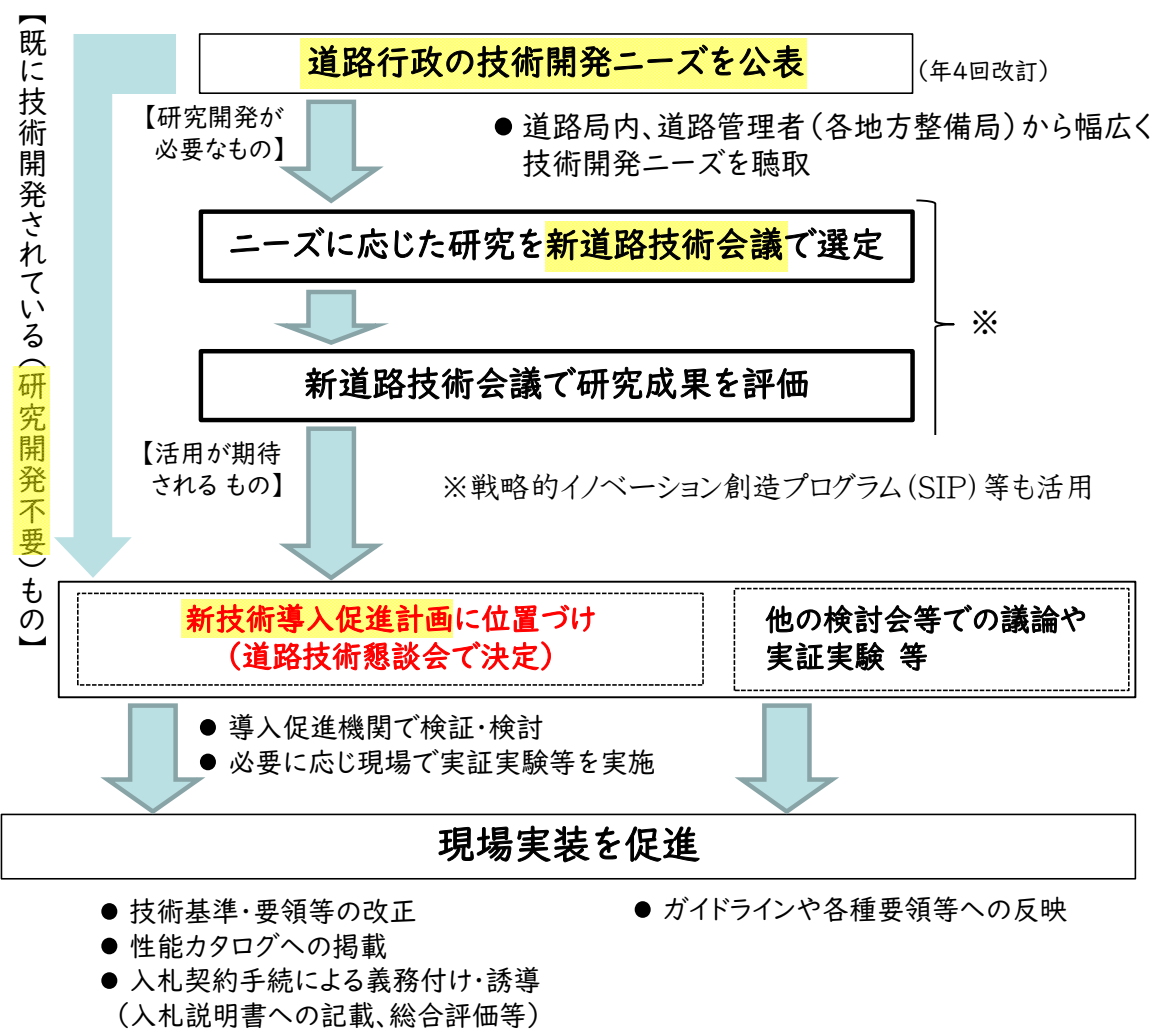 【既に技術開発されている（研究開発不要）もの】
道路行政の技術開発ニーズを公表
（年4回改訂）
【研究開発が
必要なもの】
● 道路局内、道路管理者（各地方整備局）から幅広く
技術開発ニーズを聴取
ニーズに応じた研究を新道路技術会議で選定
※
新道路技術会議で研究成果を評価
【活用が期待
される もの】
※戦略的イノベーション創造プログラム（SIP）等も活用
新技術導入促進計画に位置づけ
（道路技術懇談会で決定）
他の検討会等での議論や
実証実験 等
● 導入促進機関で検証・検討
● 必要に応じ現場で実証実験等を実施
現場実装を促進
● 技術基準・要領等の改正
● 性能カタログへの掲載
● 入札契約手続による義務付け・誘導
（入札説明書への記載、総合評価等）
● ガイドラインや各種要領等への反映